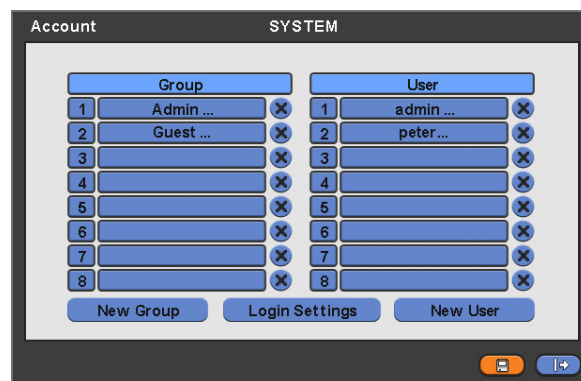 Account SYSTEM
Group User
1 Admin ... 1 admin ...
2 Guest ... 2 peter...
3 3
4 4
5 5
6 6
7 7
8 8
New Group Login Settings New User